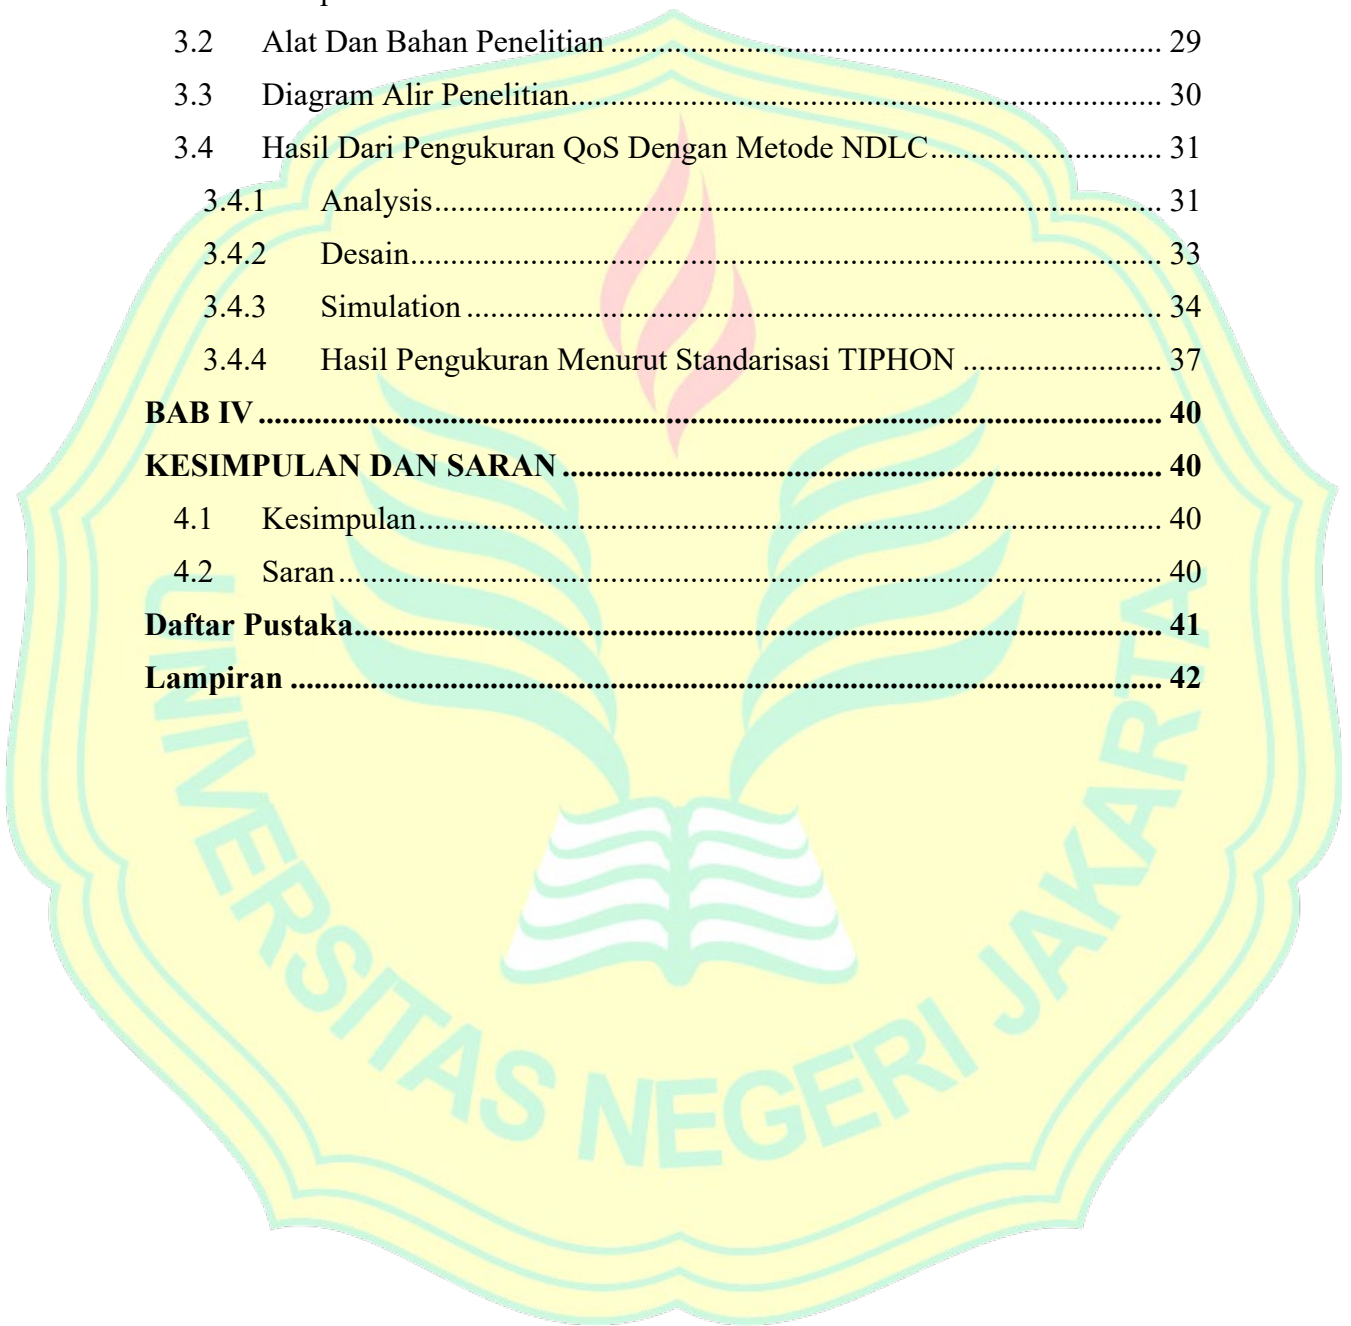 3.2 Alat Dan Bahan Penelitian ........................................................................ 29
3.3 Diagram Alir Penelitian............................................................................. 30
3.4 Hasil Dari Pengukuran QoS Dengan Metode NDLC............................. 31
3.4.1 Analysis............................................................................................... 31
3.4.2 Desain.................................................................................................. 33
3.4.3 Simulation ........................................................................................... 34
3.4.4 Hasil Pengukuran Menurut Standarisasi TIPHON ......................... 37
BAB IV ................................................................................................................. 40
KESIMPULAN DAN SARAN ........................................................................... 40
4.1 Kesimpulan................................................................................................ 40
4.2 Saran .......................................................................................................... 40
Daftar Pustaka..................................................................................................... 41
Lampiran ............................................................................................................. 42
UNIVERSITAS NEGERI JAKARTA